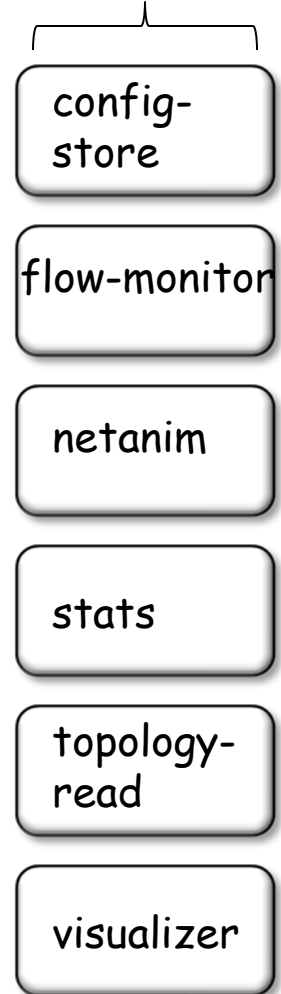 config-
store
flow-monitor
netanim
stats
topology-
read
visualizer